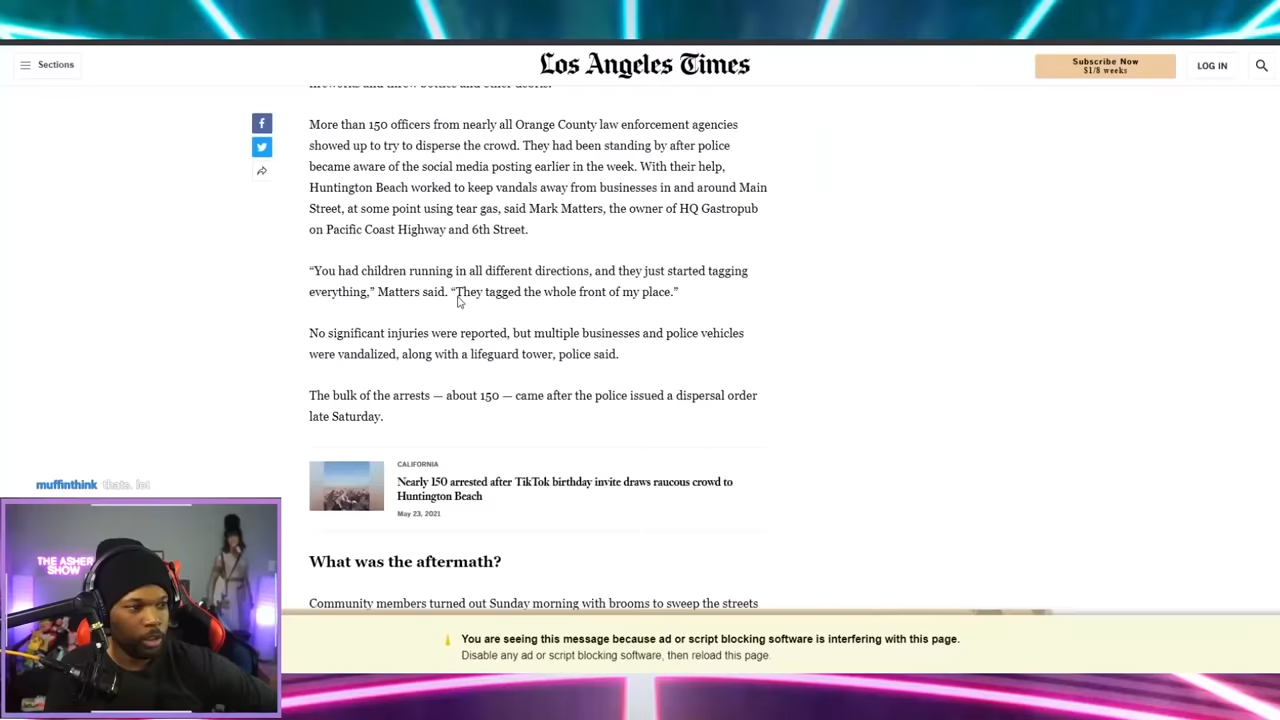 Sections
Los Angeles Times
Subscribe Now
$1/8 weeks
LOG IN
fireworks and threw bottles and other debris.
More than 150 officers from nearly all Orange County law enforcement agencies
showed up to try to disperse the crowd. They had been standing by after police
became aware of the social media posting earlier in the week. With their help,
Huntington Beach worked to keep vandals away from businesses in and around Main
Street, at some point using tear gas, said Mark Matters, the owner of HQ Gastropub
on Pacific Coast Highway and 6th Street.
“You had children running in all different directions, and they just started tagging
everything,” Matters said. “They tagged the whole front of my place.”
No significant injuries were reported, but multiple businesses and police vehicles
were vandalized, along with a lifeguard tower, police said.
The bulk of the arrests — about 150 — came after the police issued a dispersal order
late Saturday.
CALIFORNIA
Nearly 150 arrested after TikTok birthday invite draws raucous crowd to
Huntington Beach
May 23, 2021
What was the aftermath?
Community members turned out Sunday morning with brooms to sweep the streets
muffinthink thats. lot
THE ASHER
SHOW
You are seeing this message because ad or script blocking software is interfering with this page.
Disable any ad or script blocking software, then reload this page.